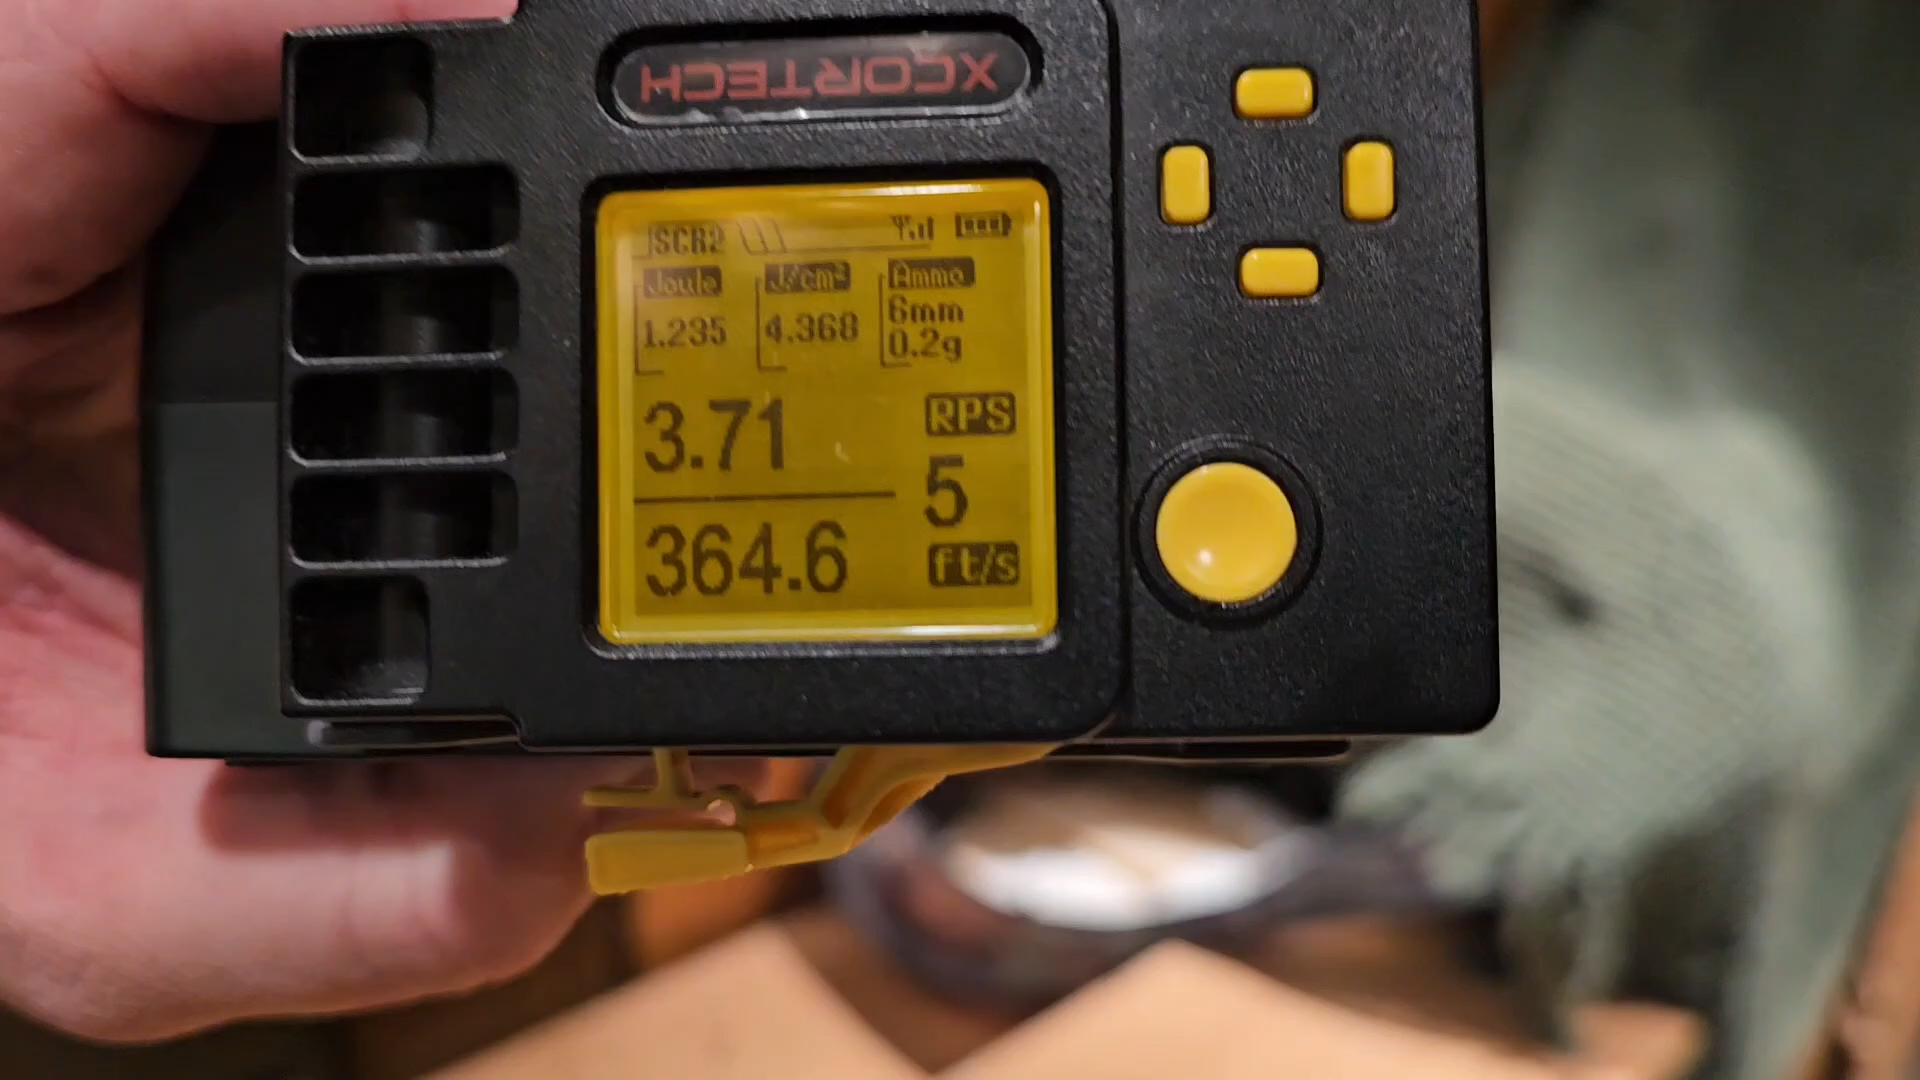 XCORTECH
SCR2
Joule J/cm² Ammo
1.235 4.368 6mm
0.2g
3.71 RPS
5
364.6 ft/s